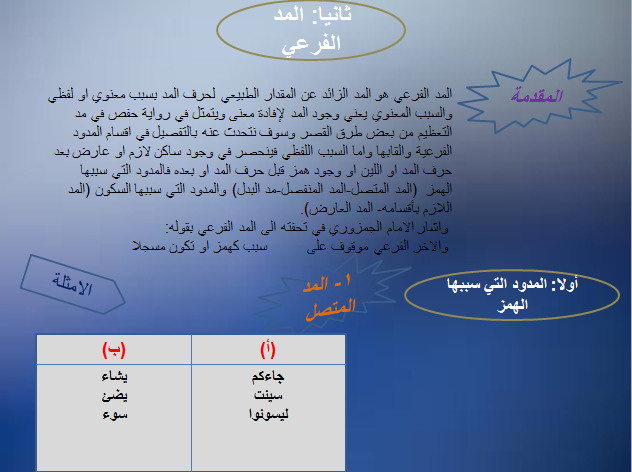 ثانيا: المد
الفرعي
المقدمة
المد الفرعي هو المد الزائد عن المقدار الطبيعي لحرف المد بسبب معنوي او لفظي
والسبب المعنوي يعني وجود المد لإفادة معنى ويتمثل في رواية حفص في مد
التعظيم من بعض طرق القصر وسوف نتحدث عنه بالتفصيل في اقسام المدود
الفرعية والقابها واما السبب اللفظي فينحصر في وجود ساكن لازم او عارض بعد
حرف المد او اللين او وجود همز قبل حرف المد او بعده فالمدود التي سببها
الهمز (المد المتصل-المد المنفصل-مد البدل) والمدود التي سببها السكون (المد
اللازم بأقسامه- المد العارض).
واشار الامام الجمزوري في تحفته الى المد الفرعي بقوله:
والاخر الفرعي موقوف على سبب كهمز او تكون مسجلا
أولا: المدود التي سببها
الهمز
١- المد
المتصل
الامثلة
(أ) (ب)
جاءكم يشاء
سيئت يضئ
ليسوئوا سوء